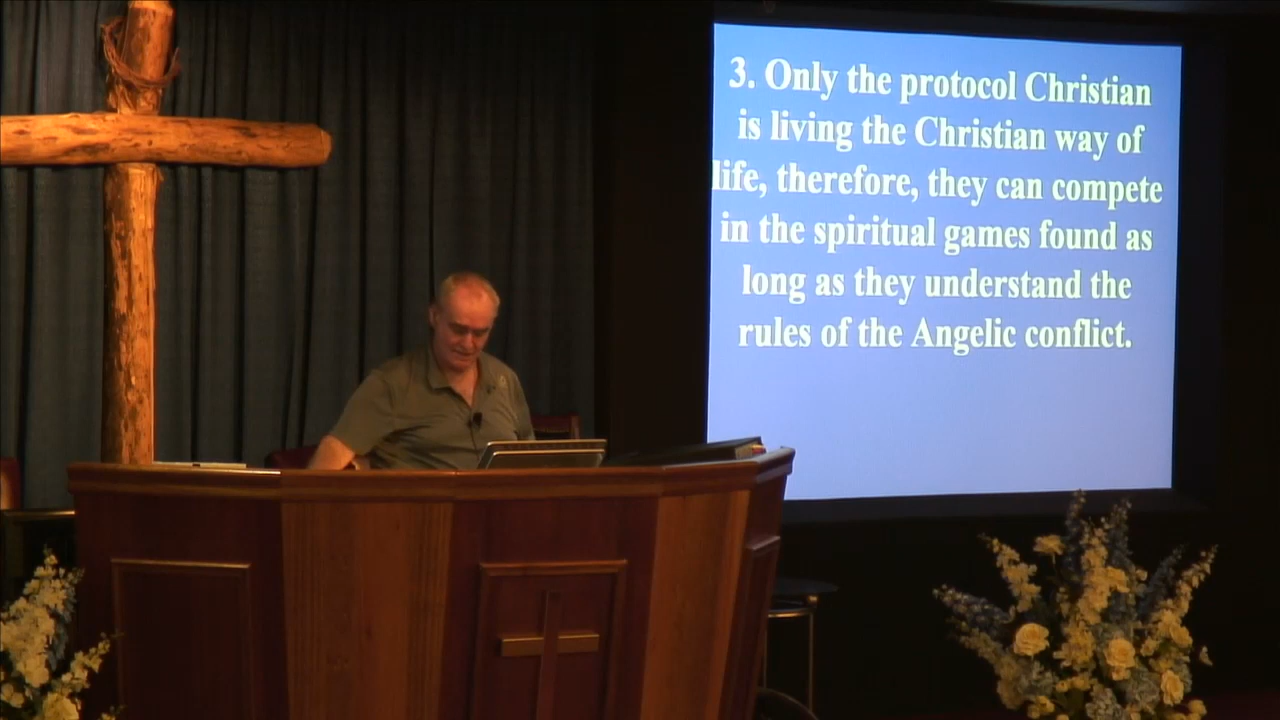 3. Only the protocol Christian
is living the Christian way of
life, therefore, they can compete
in the spiritual games found as
long as they understand the
rules of the Angelic conflict.